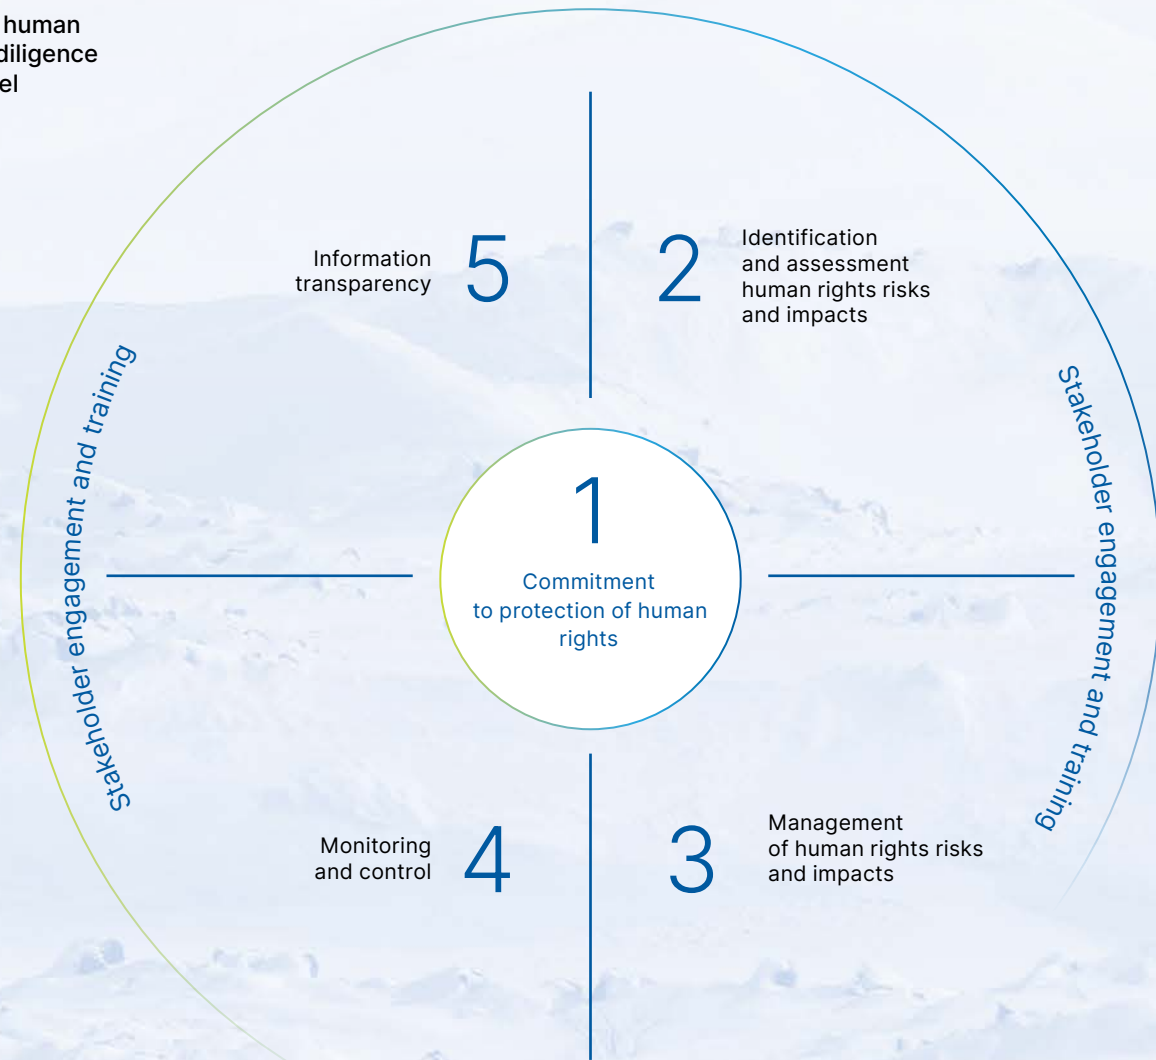 human
diligence
el
Information
transparency
5
2
Identification
and assessment
human rights risks
and impacts
Stakeholder engagement and training
Stakeholder engagement and training
1
Commitment
to protection of human
rights
Monitoring
and control
4
3
Management
of human rights risks
and impacts